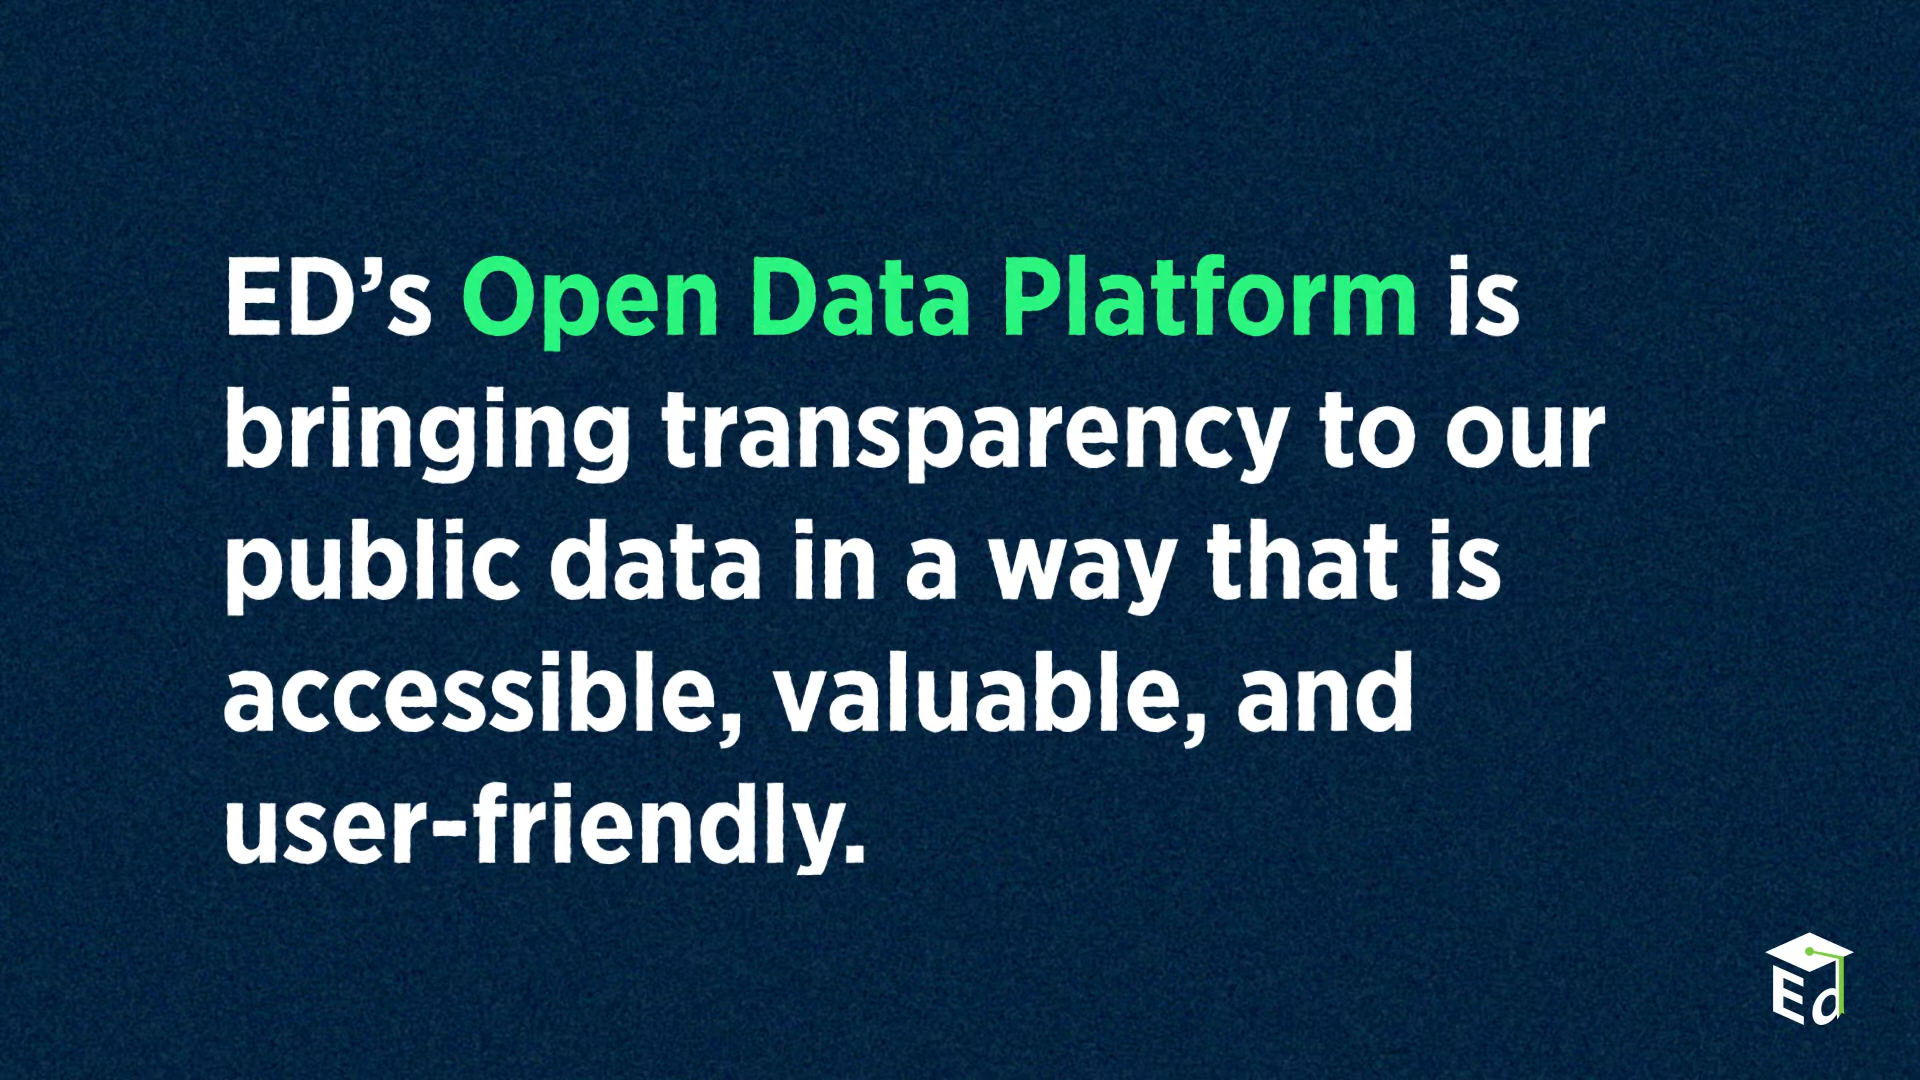 ED’s Open Data Platform is
bringing transparency to our
public data in a way that is
accessible, valuable, and
user-friendly.
Ed